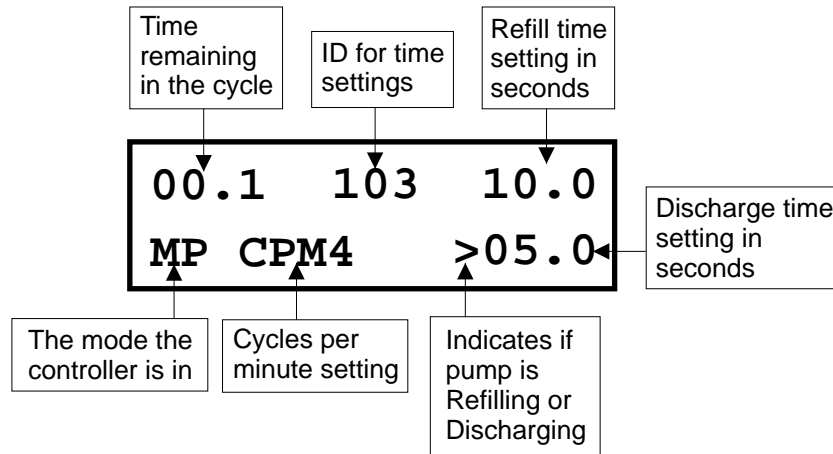 Time
remaining
in the cycle
ID for time
settings
Refill time
setting in
seconds
00.1 103 10.0
MP CPM4 >05.0
Discharge time
setting in
seconds
The mode the
controller is in
Cycles per
minute setting
Indicates if
pump is
Refilling or
Discharging